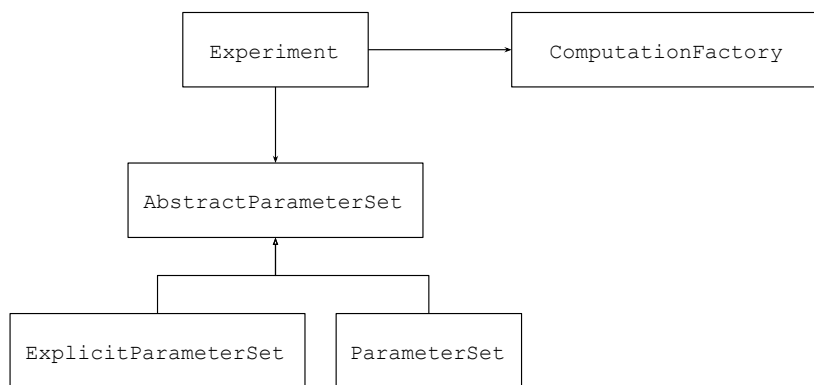 Experiment
ComputationFactory
AbstractParameterSet
ExplicitParameterSet
ParameterSet